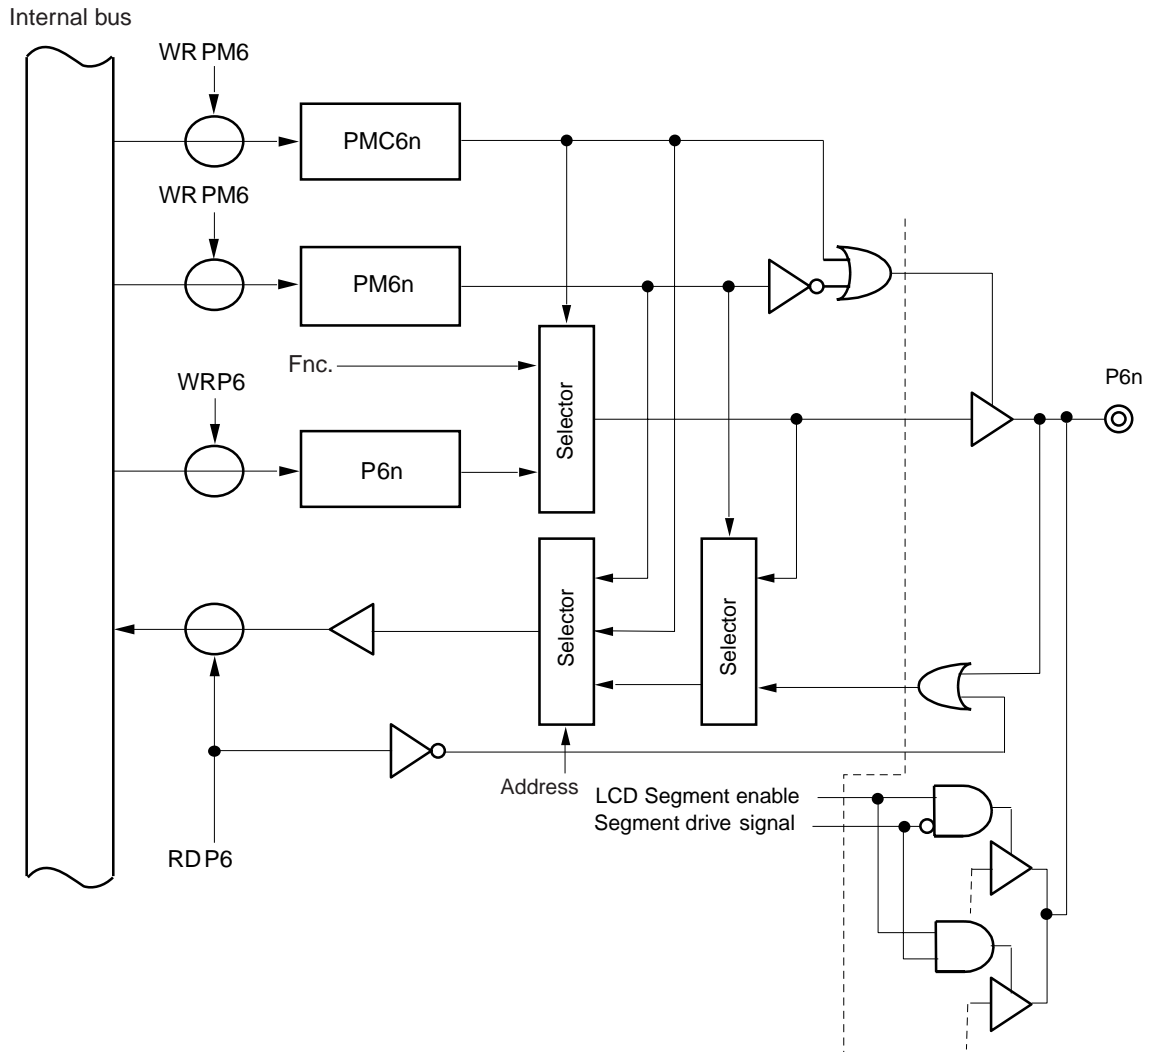 Internal bus
WR PM6
PMC6n
WR PM6
PM6n
Fnc.
WRP6
P6n
Selector
P6n
Selector
Selector
Address
LCD Segment enable
Segment drive signal
RD P6